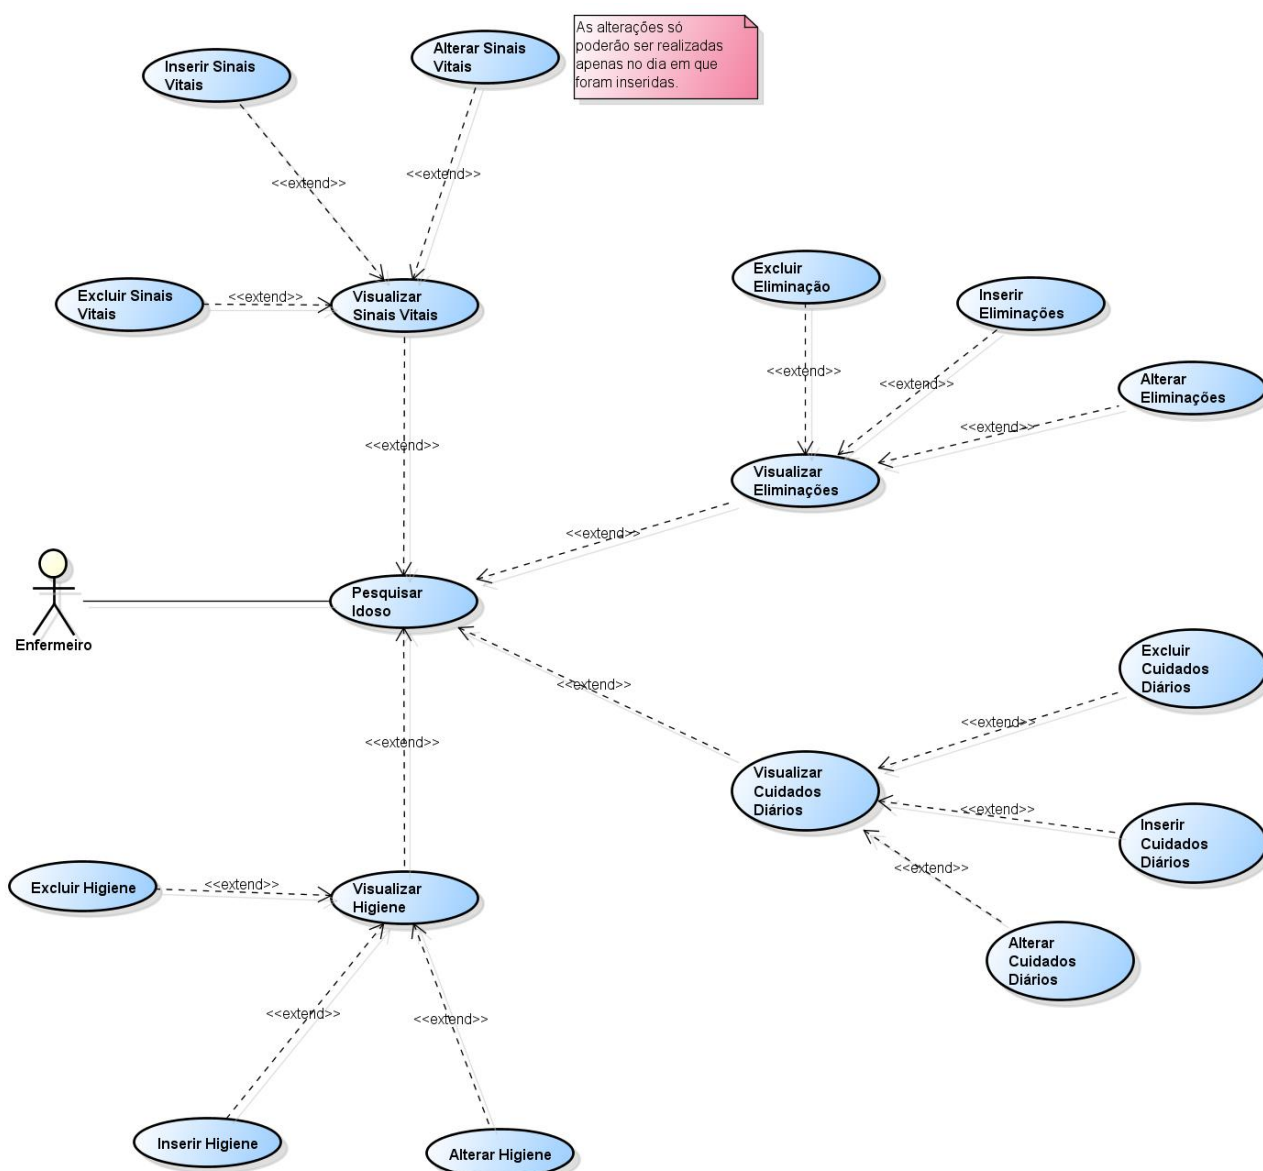 Inserir Sinais
Vitais
Alterar Sinais
Vitais
As alterações só
poderão ser realizadas
apenas no dia em que
foram inseridas.
<<extend>>
<<extend>>
Excluir Sinais
Vitais
<<extend>>
Visualizar
Sinais Vitais
Excluir
Eliminação
Inserir
Eliminações
Alterar
Eliminações
<<extend>>
<<extend>>
<<extend>>
<<extend>>
Visualizar
Eliminações
<<extend>>
Enfermeiro
Pesquisar
Idoso
<<extend>>
Excluir
Cuidados
Diários
<<extend>>
<<extend>>
Visualizar
Cuidados
Diários
<<extend>>
Inserir
Cuidados
Diários
<<extend>>
Alterar
Cuidados
Diários
Excluir Higiene
<<extend>>
Visualizar
Higiene
<<extend>>
<<extend>>
Inserir Higiene
Alterar Higiene